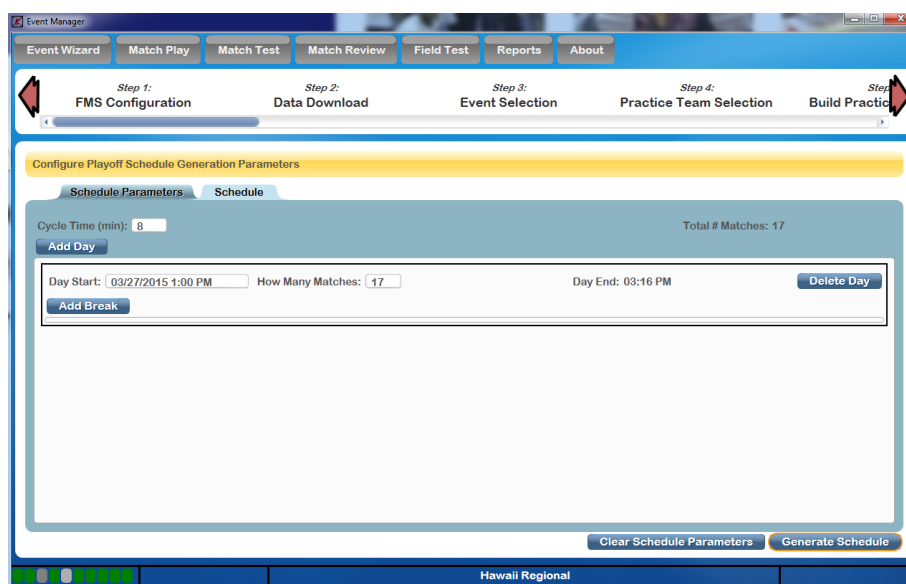 Event Manager
Event Wizard Match Play Match Test Match Review Field Test Reports About
Step 1: Step 2: Step 3: Step 4: Step
FMS Configuration Data Download Event Selection Practice Team Selection Build Practic
Configure Playoff Schedule Generation Parameters
Schedule Parameters Schedule
Cycle Time (min): 8 Total # Matches: 17
Add Day
Day Start: 03/27/2015 1:00 PM How Many Matches: 17 Day End: 03:16 PM Delete Day
Add Break
Clear Schedule Parameters Generate Schedule
Hawaii Regional